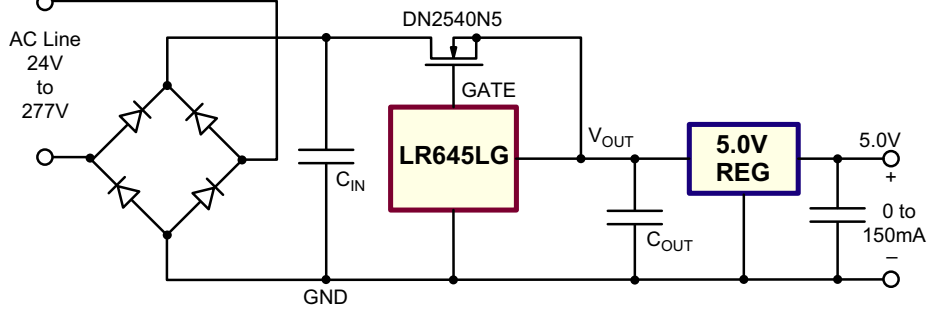 DN2540N5
AC Line
24V
to
277V
GATE
LR645LG
VOUT
5.0V
REG
5.0V
+
CIN
COUT
0 to
150mA
–
GND